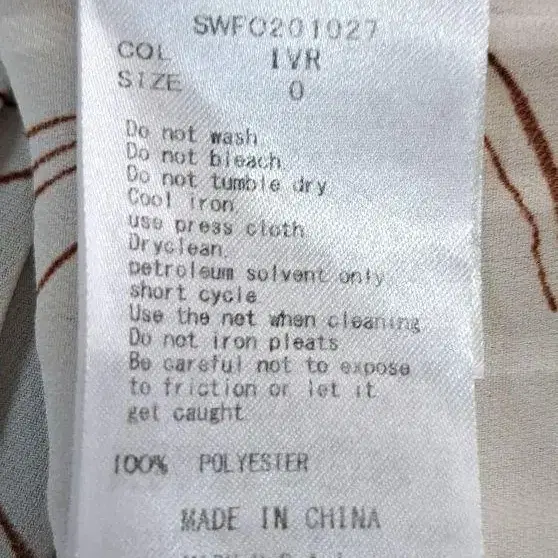 SWFO201027
COL IVR
SIZE 0
Do not wash
Do not bleach
Do not tumble dry
Cool iron
use press cloth
Dryclean,
petroleum solvent only
short cycle
Use the net when cleaning
Do not iron pleats
Be careful not to expose
to friction or let it
get caught
100% POLYESTER
MADE IN CHINA